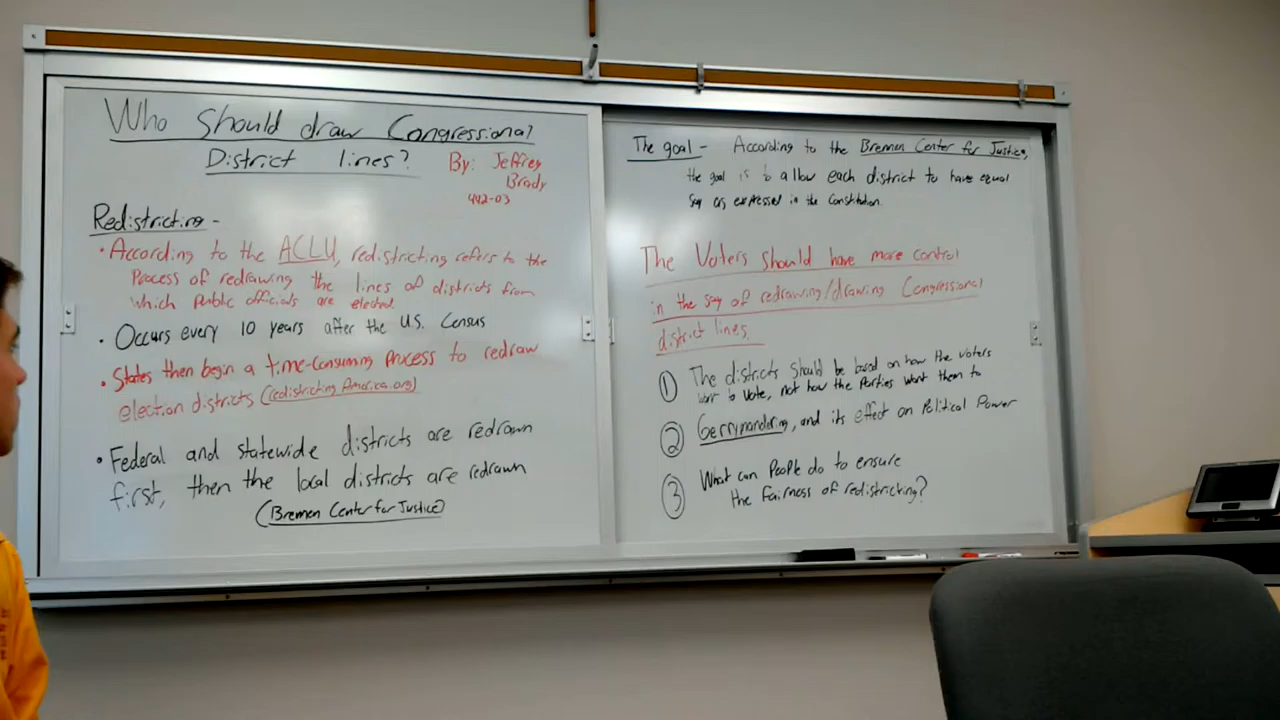 Who should draw Congressional
District lines?
By: Jeffrey
Brady
442-03
Redistricting -
• According to the ACLU, redistricting refers to the
Process of redrawing the lines of districts from
which public officials are elected.
• Occurs every 10 years after the U.S. Census
• States then begin a time-consuming process to redraw
election districts (redistricting America.org)
• Federal and statewide districts are redrawn
first, then the local districts are redrawn
(Bremen Center for Justice)
The goal - According to the Bremen Center for Justice,
the goal is to allow each district to have equal
say as expressed in the Constitution.
The Voters should have more control
in the say of redrawing/drawing Congressional
district lines.
① The districts should be based on how the voters
want to vote, not how the Parties want them to
② Gerrymandering, and its effect on Political Power
③ What can People do to ensure
the fairness of redistricting?